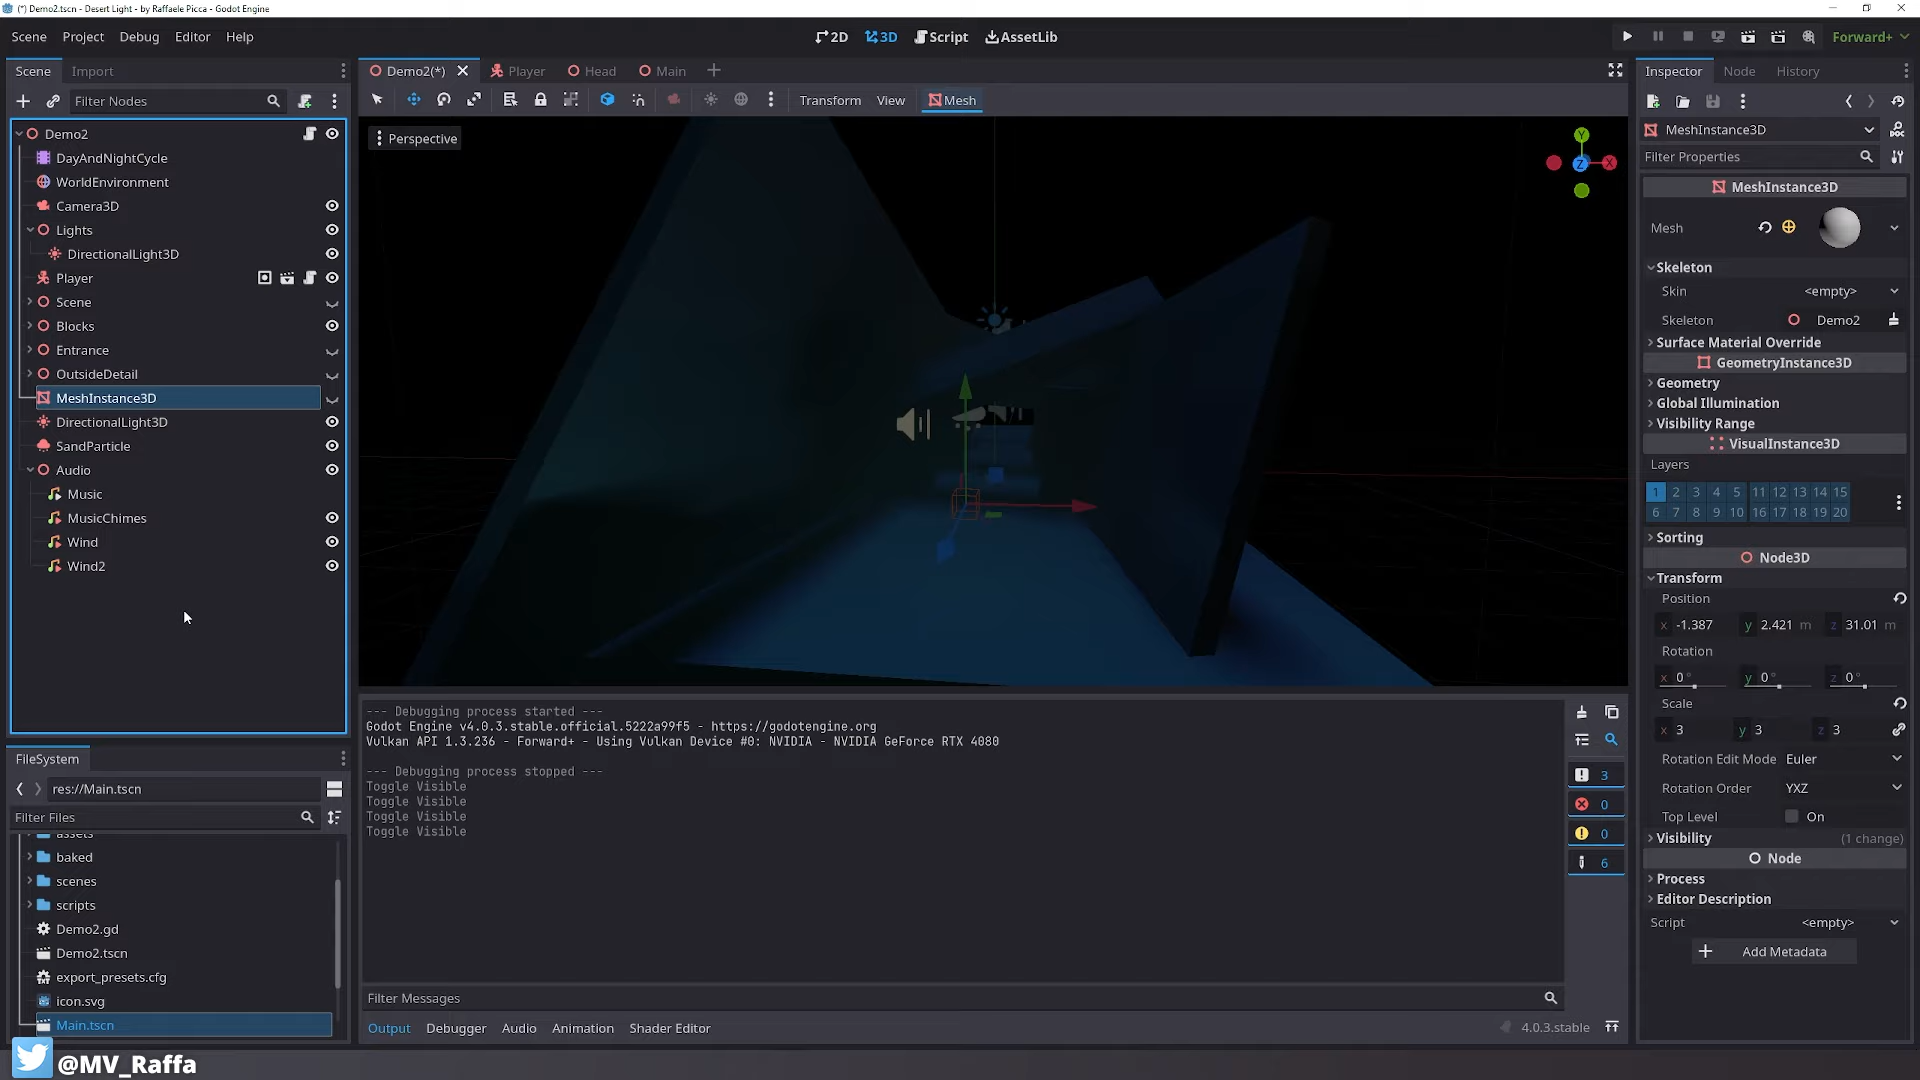 (*) Demo2.tscn - Desert Light - by Raffaele Picca - Godot Engine
Scene Project Debug Editor Help
2D 3D Script AssetLib
Forward+
Scene Import
Filter Nodes
Demo2
DayAndNightCycle
WorldEnvironment
Camera3D
Lights
DirectionalLight3D
Player
Scene
Blocks
Entrance
OutsideDetail
MeshInstance3D
DirectionalLight3D
SandParticle
Audio
Music
MusicChimes
Wind
Wind2
FileSystem
res://Main.tscn
Filter Files
assets
baked
scenes
scripts
Demo2.gd
Demo2.tscn
export_presets.cfg
icon.svg
Main.tscn
@MV_Raffa
Demo2(*) Player Head Main
Transform View Mesh
Perspective
Y
Z
X
--- Debugging process started ---
Godot Engine v4.0.3.stable.official.5222a99f5 - https://godotengine.org
Vulkan API 1.3.236 - Forward+ - Using Vulkan Device #0: NVIDIA - NVIDIA GeForce RTX 4080
--- Debugging process stopped ---
Toggle Visible
Toggle Visible
Toggle Visible
Toggle Visible
3
0
0
6
Filter Messages
Output Debugger Audio Animation Shader Editor
4.0.3.stable
Inspector Node History
MeshInstance3D
Filter Properties
MeshInstance3D
Mesh
Skeleton
Skin <empty>
Skeleton Demo2
Surface Material Override
GeometryInstance3D
Geometry
Global Illumination
Visibility Range
VisualInstance3D
Layers
1 2 3 4 5 11 12 13 14 15
6 7 8 9 10 16 17 18 19 20
Sorting
Node3D
Transform
Position
x -1.387 y 2.421 m z 31.01 m
Rotation
x 0 ° y 0 ° z 0 °
Scale
x 3 y 3 z 3
Rotation Edit Mode Euler
Rotation Order YXZ
Top Level On
Visibility (1 change)
Node
Process
Editor Description
Script <empty>
Add Metadata